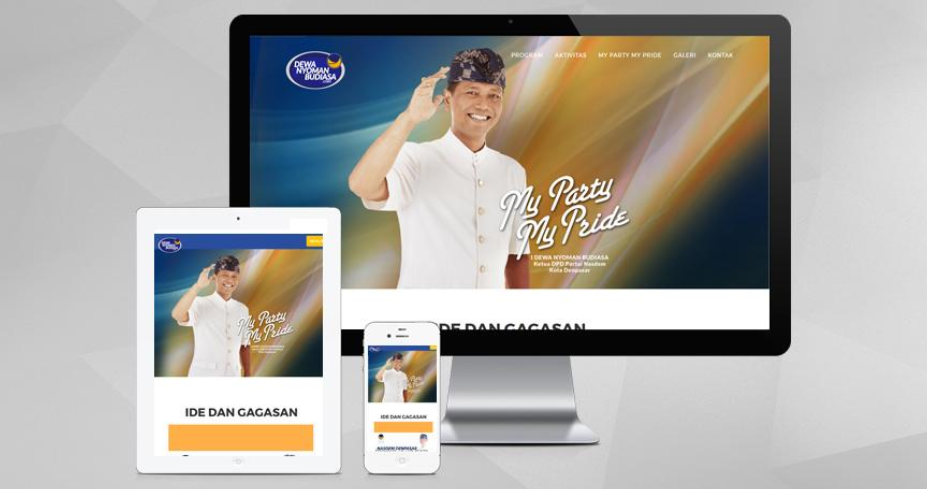 DEWA
NYOMAN
BUDIASA
PROGRAM AKTIVITAS MY PARTY MY PRIDE GALERI KONTAK
My Party
My Pride
I DEWA NYOMAN BUDIASA
Ketua DPD Partai Nasdem
Kota Denpasar
IDE DAN GAGASAN
My Party
My Pride
IDE DAN GAGASAN
IDE DAN GAGASAN